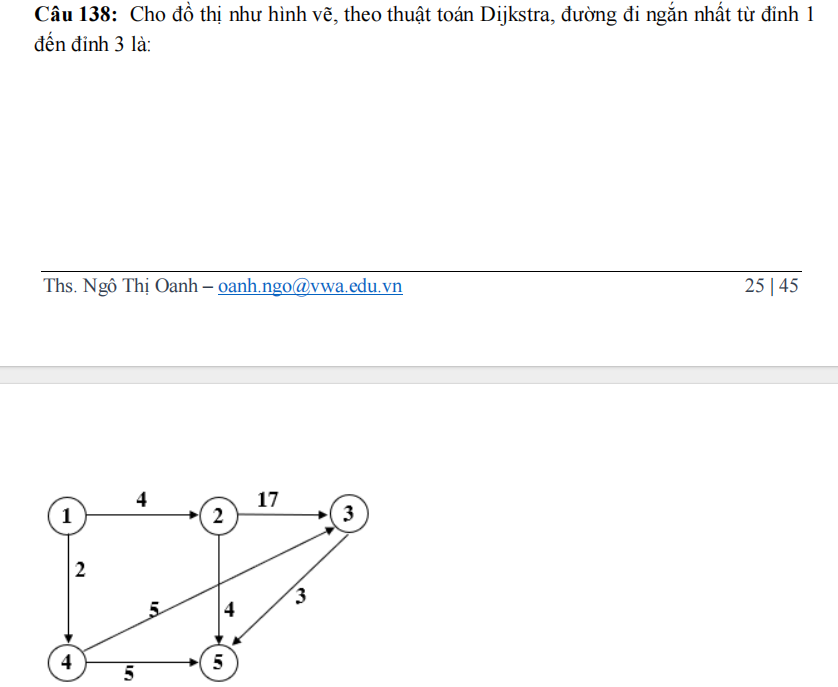 Câu 138: Cho đồ thị như hình vẽ, theo thuật toán Dijkstra, đường đi ngắn nhất từ đỉnh 1
đến đỉnh 3 là:
Ths. Ngô Thị Oanh – oanh.ngo@vwa.edu.vn 25 | 45
4 17
1 2 3
2
5 4 3
4 5 5